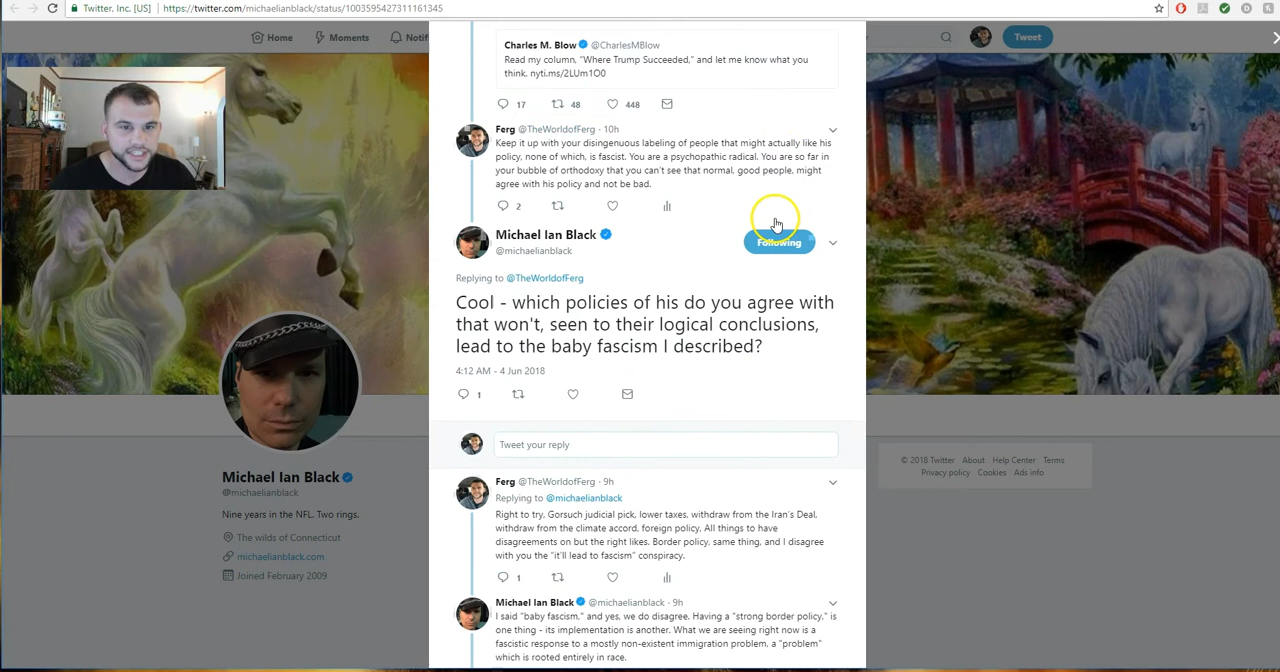 Twitter, Inc. [US]
https://twitter.com/michaelianblack/status/1003595427311161345
Home
Moments
Tweet
Charles M. Blow @CharlesMBlow
Read my column, "Where Trump Succeeded," and let me know what you
think. nyti.ms/2LUm1O0
17 48 448
Ferg @TheWorldofFerg · 10h
Keep it up with your disingenuous labeling of people that might actually like his
policy, none of which, is fascist. You are a psychopathic radical. You are so far in
your bubble of orthodoxy that you can't see that normal, good people, might
agree with his policy and not be bad.
2
Michael Ian Black
@michaelianblack
Following
Replying to @TheWorldofFerg
Cool - which policies of his do you agree with
that won't, seen to their logical conclusions,
lead to the baby fascism I described?
4:12 AM - 4 Jun 2018
1
Tweet your reply
Ferg @TheWorldofFerg · 9h
Replying to @michaelianblack
Right to try, Gorsuch judicial pick, lower taxes, withdraw from the Iran's Deal,
withdraw from the climate accord, foreign policy, All things to have
disagreements on but the right likes. Border policy, same thing, and I disagree
with you the "it'll lead to fascism" conspiracy.
1
Michael Ian Black @michaelianblack · 9h
I said "baby fascism," and yes, we do disagree. Having a "strong border policy," is
one thing - its implementation is another. What we are seeing right now is a
fascistic response to a mostly non-existent immigration problem, a "problem"
which is rooted entirely in race.
Michael Ian Black
@michaelianblack
Nine years in the NFL. Two rings.
The wilds of Connecticut
michaelianblack.com
Joined February 2009
© 2018 Twitter About Help Center Terms
Privacy policy Cookies Ads info